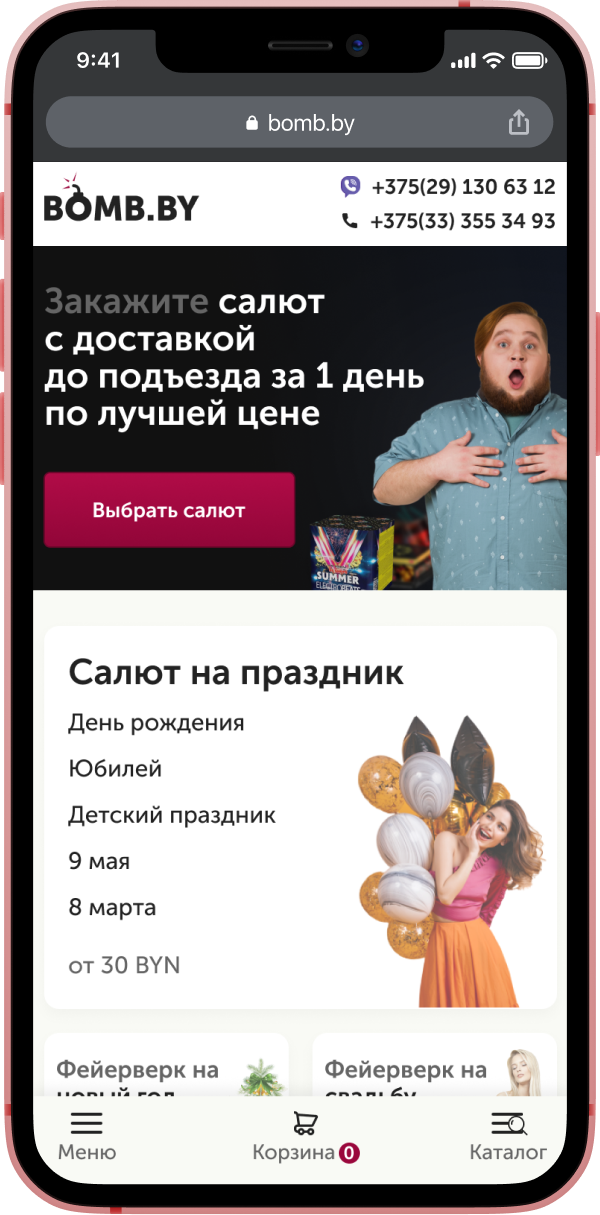 9:41
bomb.by
BOMB.BY
+375(29) 130 63 12
+375(33) 355 34 93
Закажите салют
с доставкой
до подъезда за 1 день
по лучшей цене
Выбрать салют
SUMMER
ELECTROBEATS
Салют на праздник
День рождения
Юбилей
Детский праздник
9 мая
8 марта
от 30 BYN
Фейерверк на
новый год
Фейерверк на
свадьбу
Меню
Корзина 0
Каталог